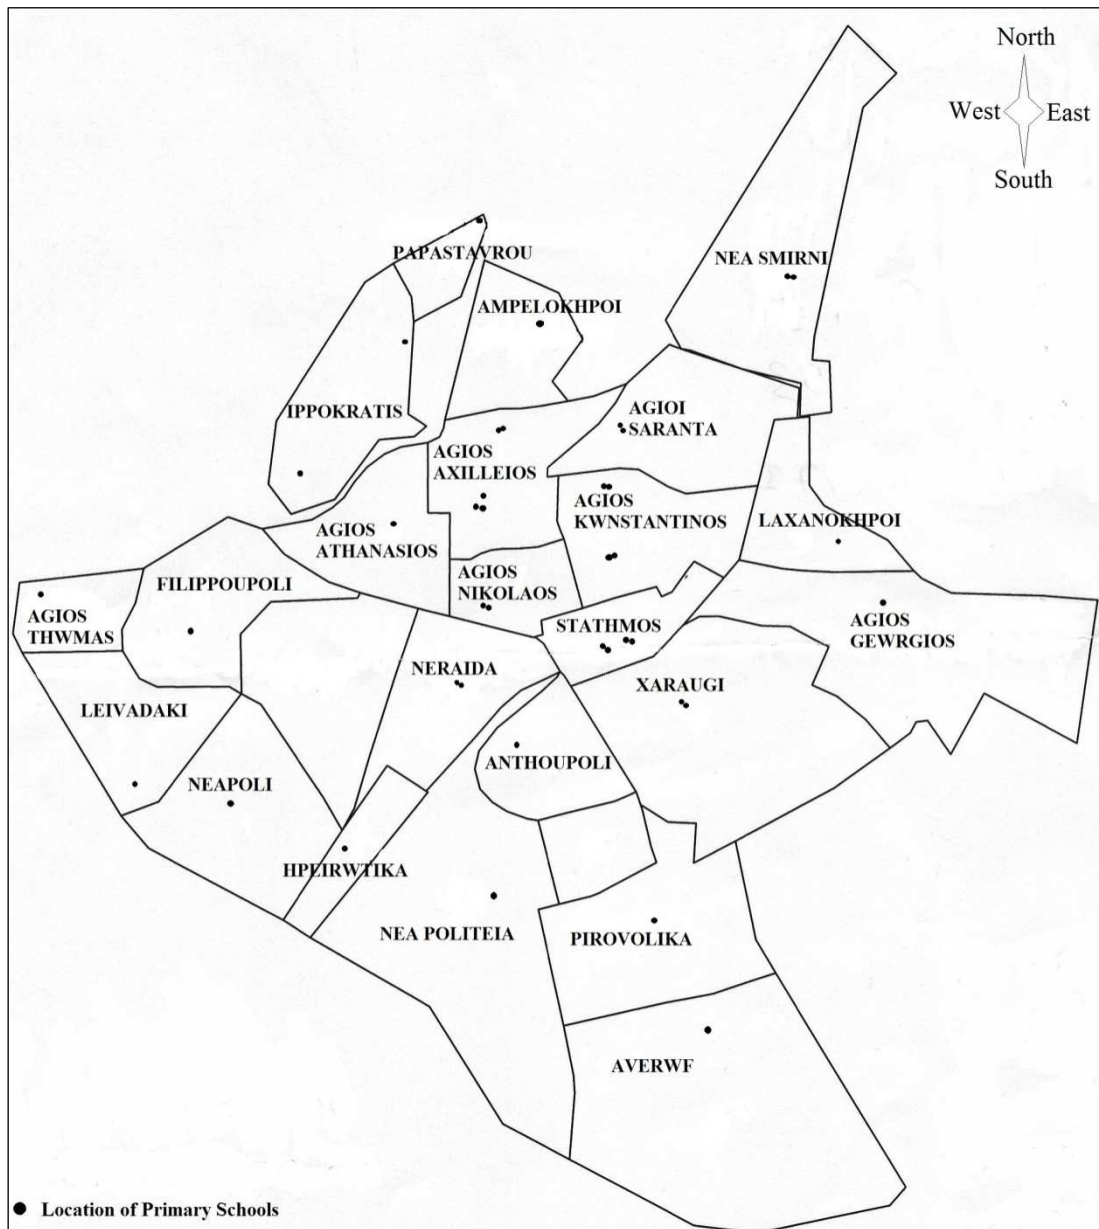 North
West East
South
PAPASTAVROU
NEA SMIRNI
AMPELOKHPOI
IPPOKRATIS
AGIOI
SARANTA
AGIOS
AXILLEIOS
AGIOS
KWNSTANTINOS
LAXANOKHPOI
AGIOS
ATHANASIOS
AGIOS
NIKOLAOS
FILIPPOUPOLI
AGIOS
THWMAS
STATHMOS
AGIOS
GEWRGIOS
NERAIDA
XARAUGI
LEIVADAKI
ANTHOUPOLI
NEAPOLI
HPEIRWTIKA
NEA POLITEIA
PIROVOLIKA
AVERWF
Location of Primary Schools